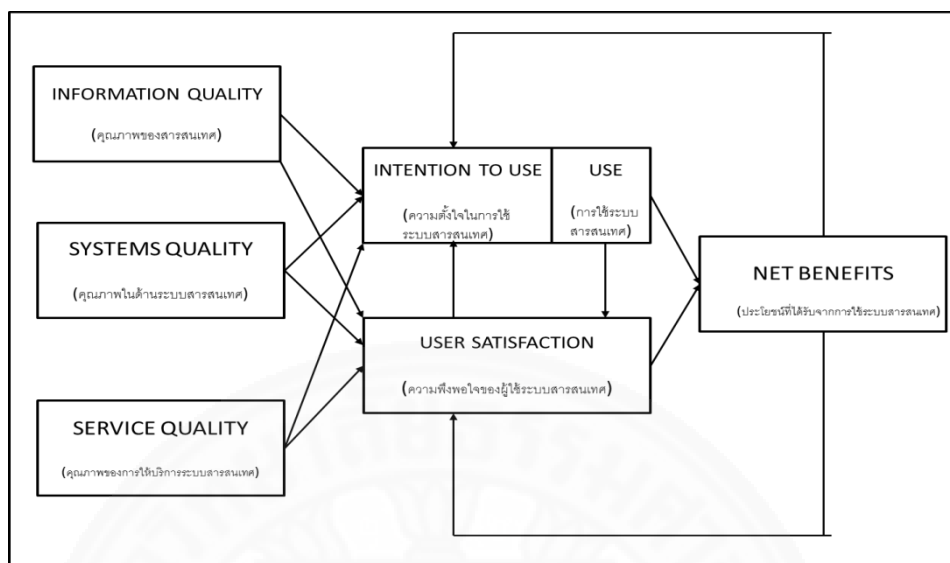 INFORMATION QUALITY
(คุณภาพของสารสนเทศ)
SYSTEMS QUALITY
(คุณภาพในด้านระบบสารสนเทศ)
SERVICE QUALITY
(คุณภาพของการให้บริการระบบสารสนเทศ)
INTENTION TO USE
(ความตั้งใจในการใช้
ระบบสารสนเทศ)
USE
(การใช้ระบบ
สารสนเทศ)
USER SATISFACTION
(ความพึงพอใจของผู้ใช้ระบบสารสนเทศ)
NET BENEFITS
(ประโยชน์ที่ได้รับจากการใช้ระบบสารสนเทศ)